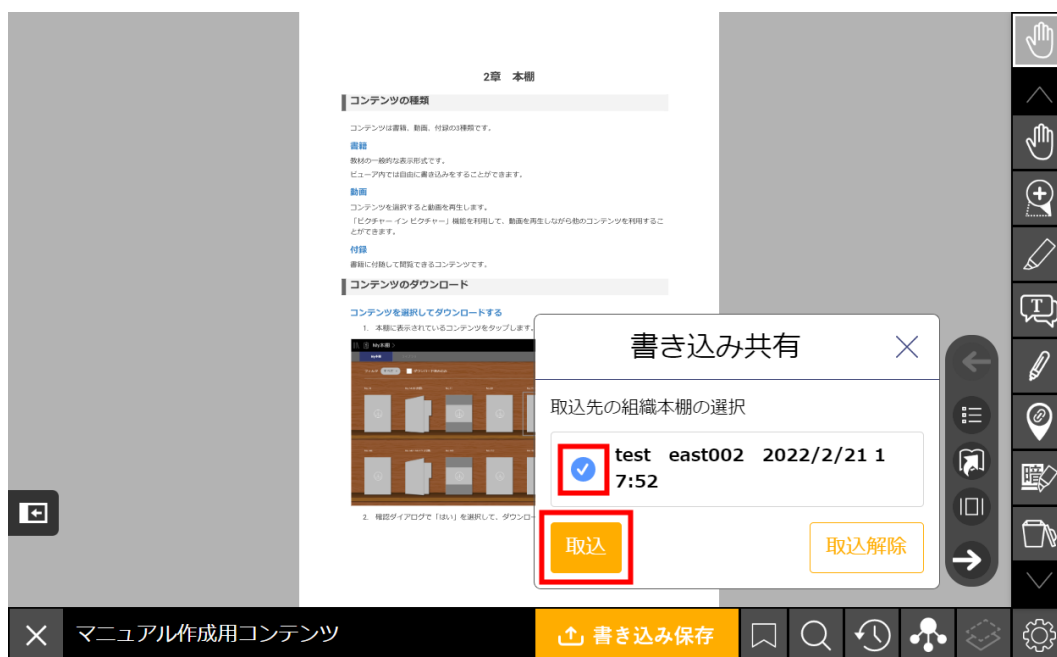 2章 本棚
コンテンツの種類
コンテンツは書籍、動画、付録の3種類です。
書籍
教材の一般的な表示形式です。
ビューア内では自由に書き込みをすることができます。
動画
コンテンツを選択すると動画を再生します。
「ピクチャー イン ピクチャー」機能を利用して、動画を再生しながら他のコンテンツを利用するこ
とができます。
付録
書籍に付随して閲覧できるコンテンツです。
コンテンツのダウンロード
コンテンツを選択してダウンロードする
1. 本棚に表示されているコンテンツをタップします。
My本棚
2. 確認ダイアログで「はい」を選択して、ダウンロー
書き込み共有
取込先の組織本棚の選択
test east002 2022/2/21 1
7:52
取込
取込解除
マニュアル作成用コンテンツ
書き込み保存